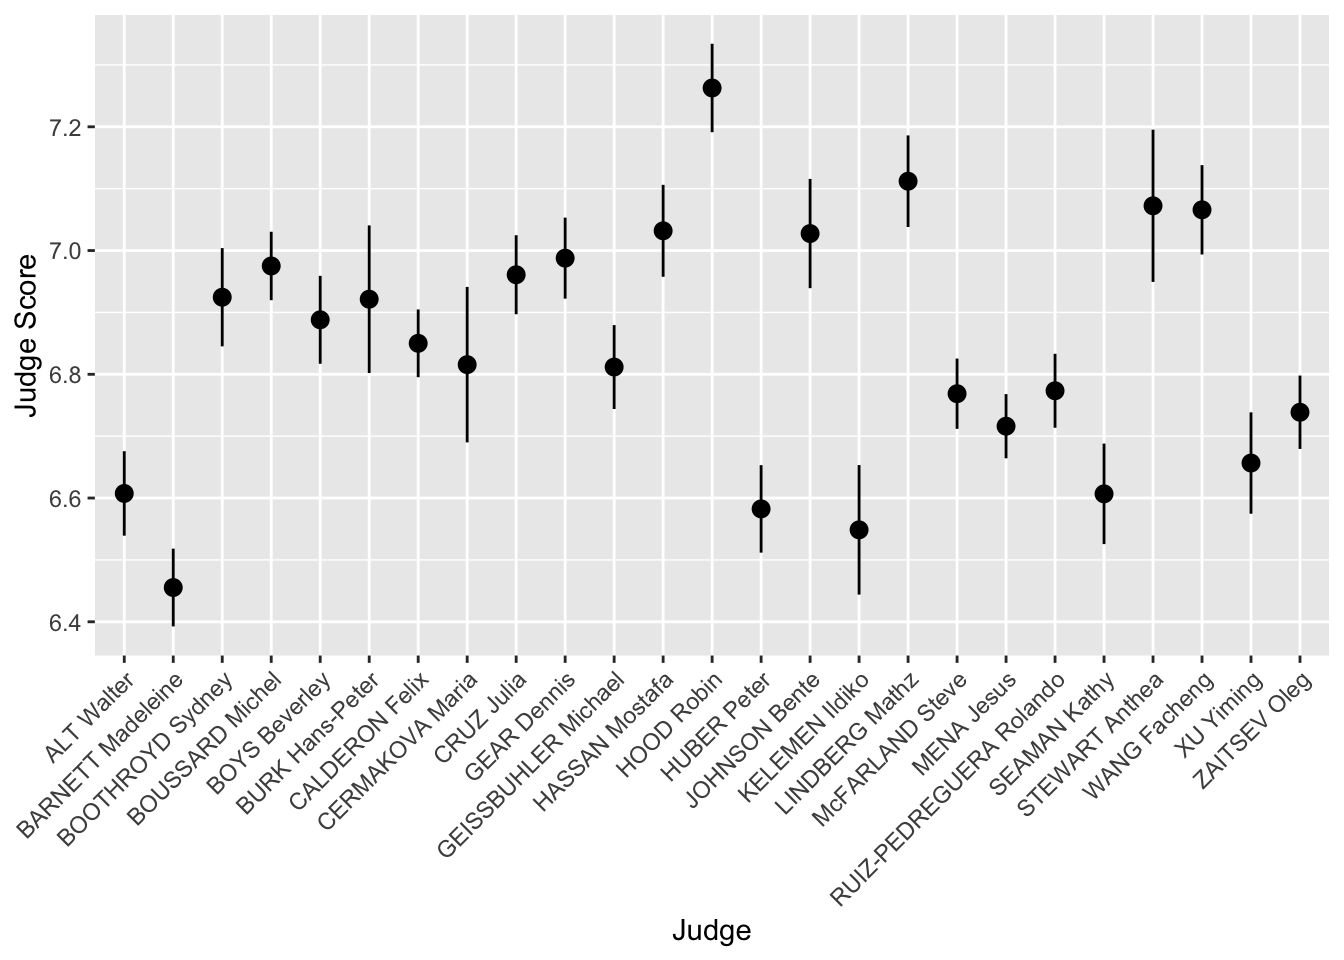 7.2
7.0
6.8
6.6
6.4
Judge Score
ALT Walter
BARNETT Madeleine
BOOTHROYD Sydney
BOUSSARD Michel
BOYS Beverley
BURK Hans-Peter
CALDERON Felix
CERMAKOVA Maria
CRUZ Julia
GEAR Dennis
GEISSBUHLER Michael
HASSAN Mostafa
HOOD Robin
HUBER Peter
JOHNSON Bente
KELEMEN Ildiko
LINDBERG Mathz
McFARLAND Steve
MENA Jesus
RUIZ-PEDREGUERA Rolando
SEAMAN Kathy
STEWART Anthea
WANG Facheng
XU Yiming
ZAITSEV Oleg
Judge